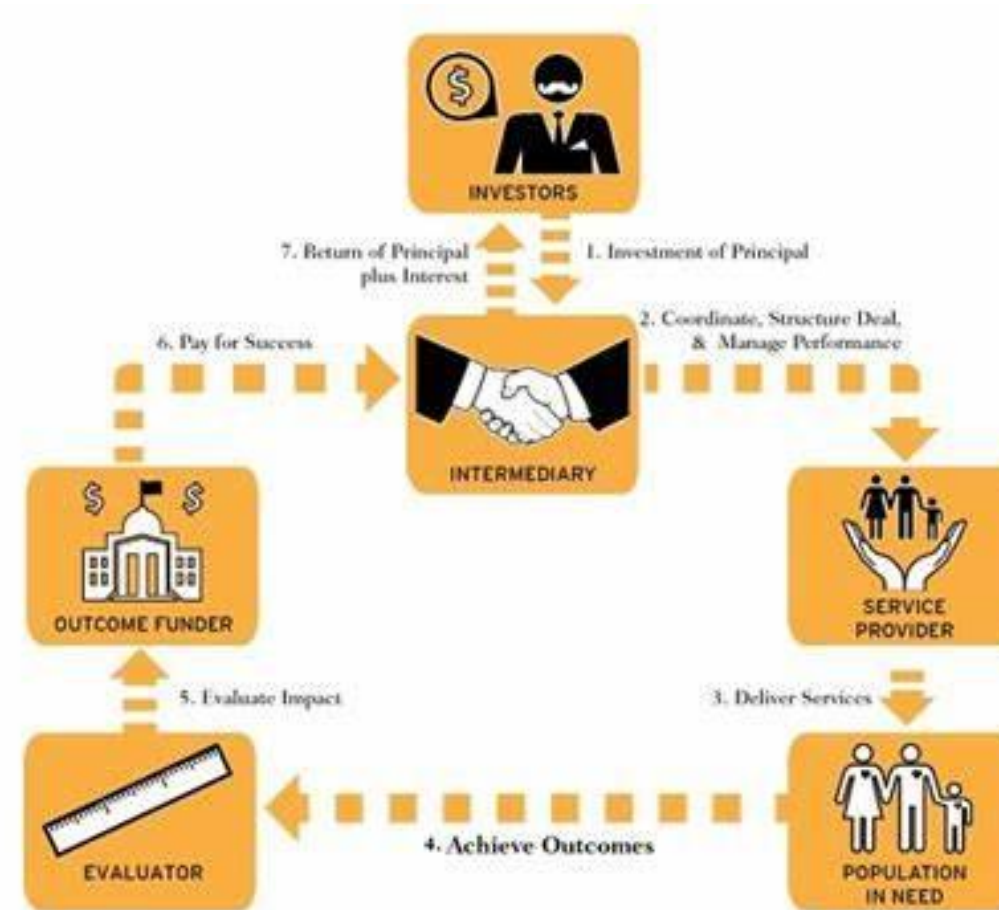 $
INVESTORS
7. Return of Principal
plus Interest
1. Investment of Principal
2. Coordinate, Structure Deal,
& Manage Performance
6. Pay for Success
INTERMEDIARY
$ $
OUTCOME FUNDER
SERVICE
PROVIDER
5. Evaluate Impact
3. Deliver Services
4. Achieve Outcomes
EVALUATOR
POPULATION
IN NEED